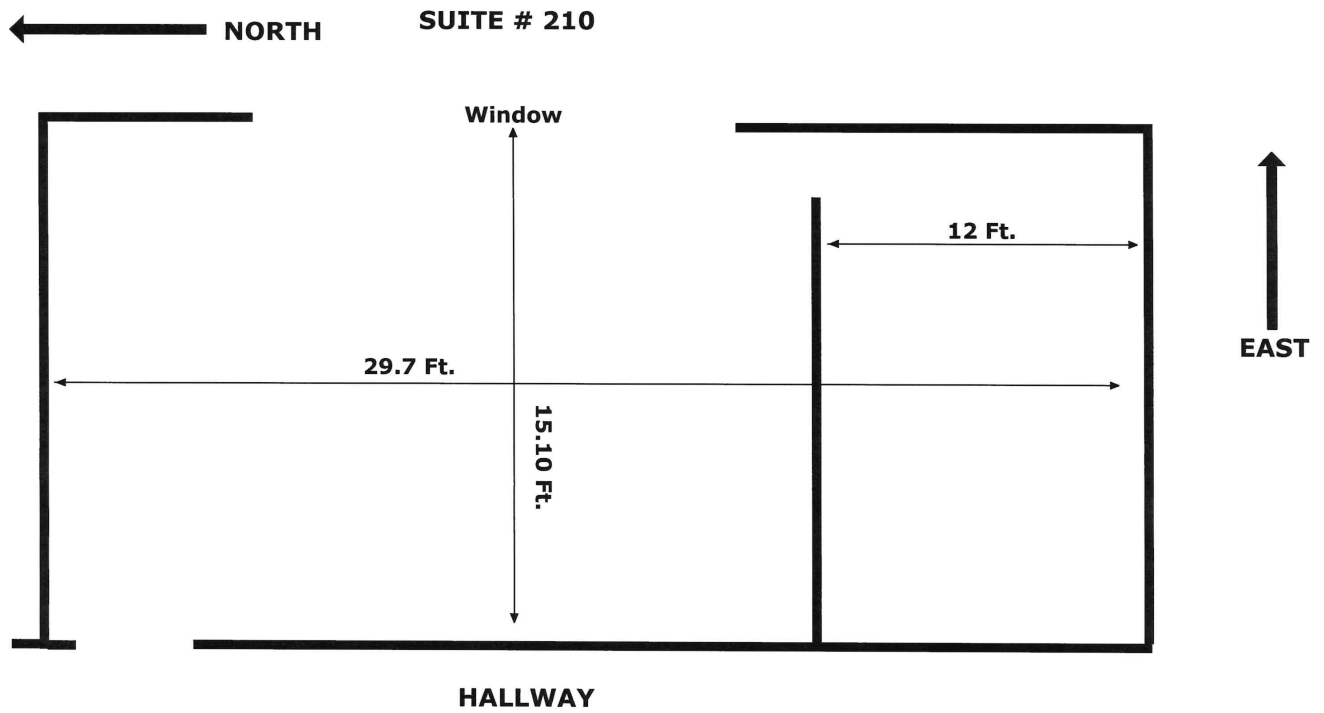 SUITE # 210
NORTH
Window
12 Ft.
EAST
29.7 Ft.
15.10 Ft.
HALLWAY